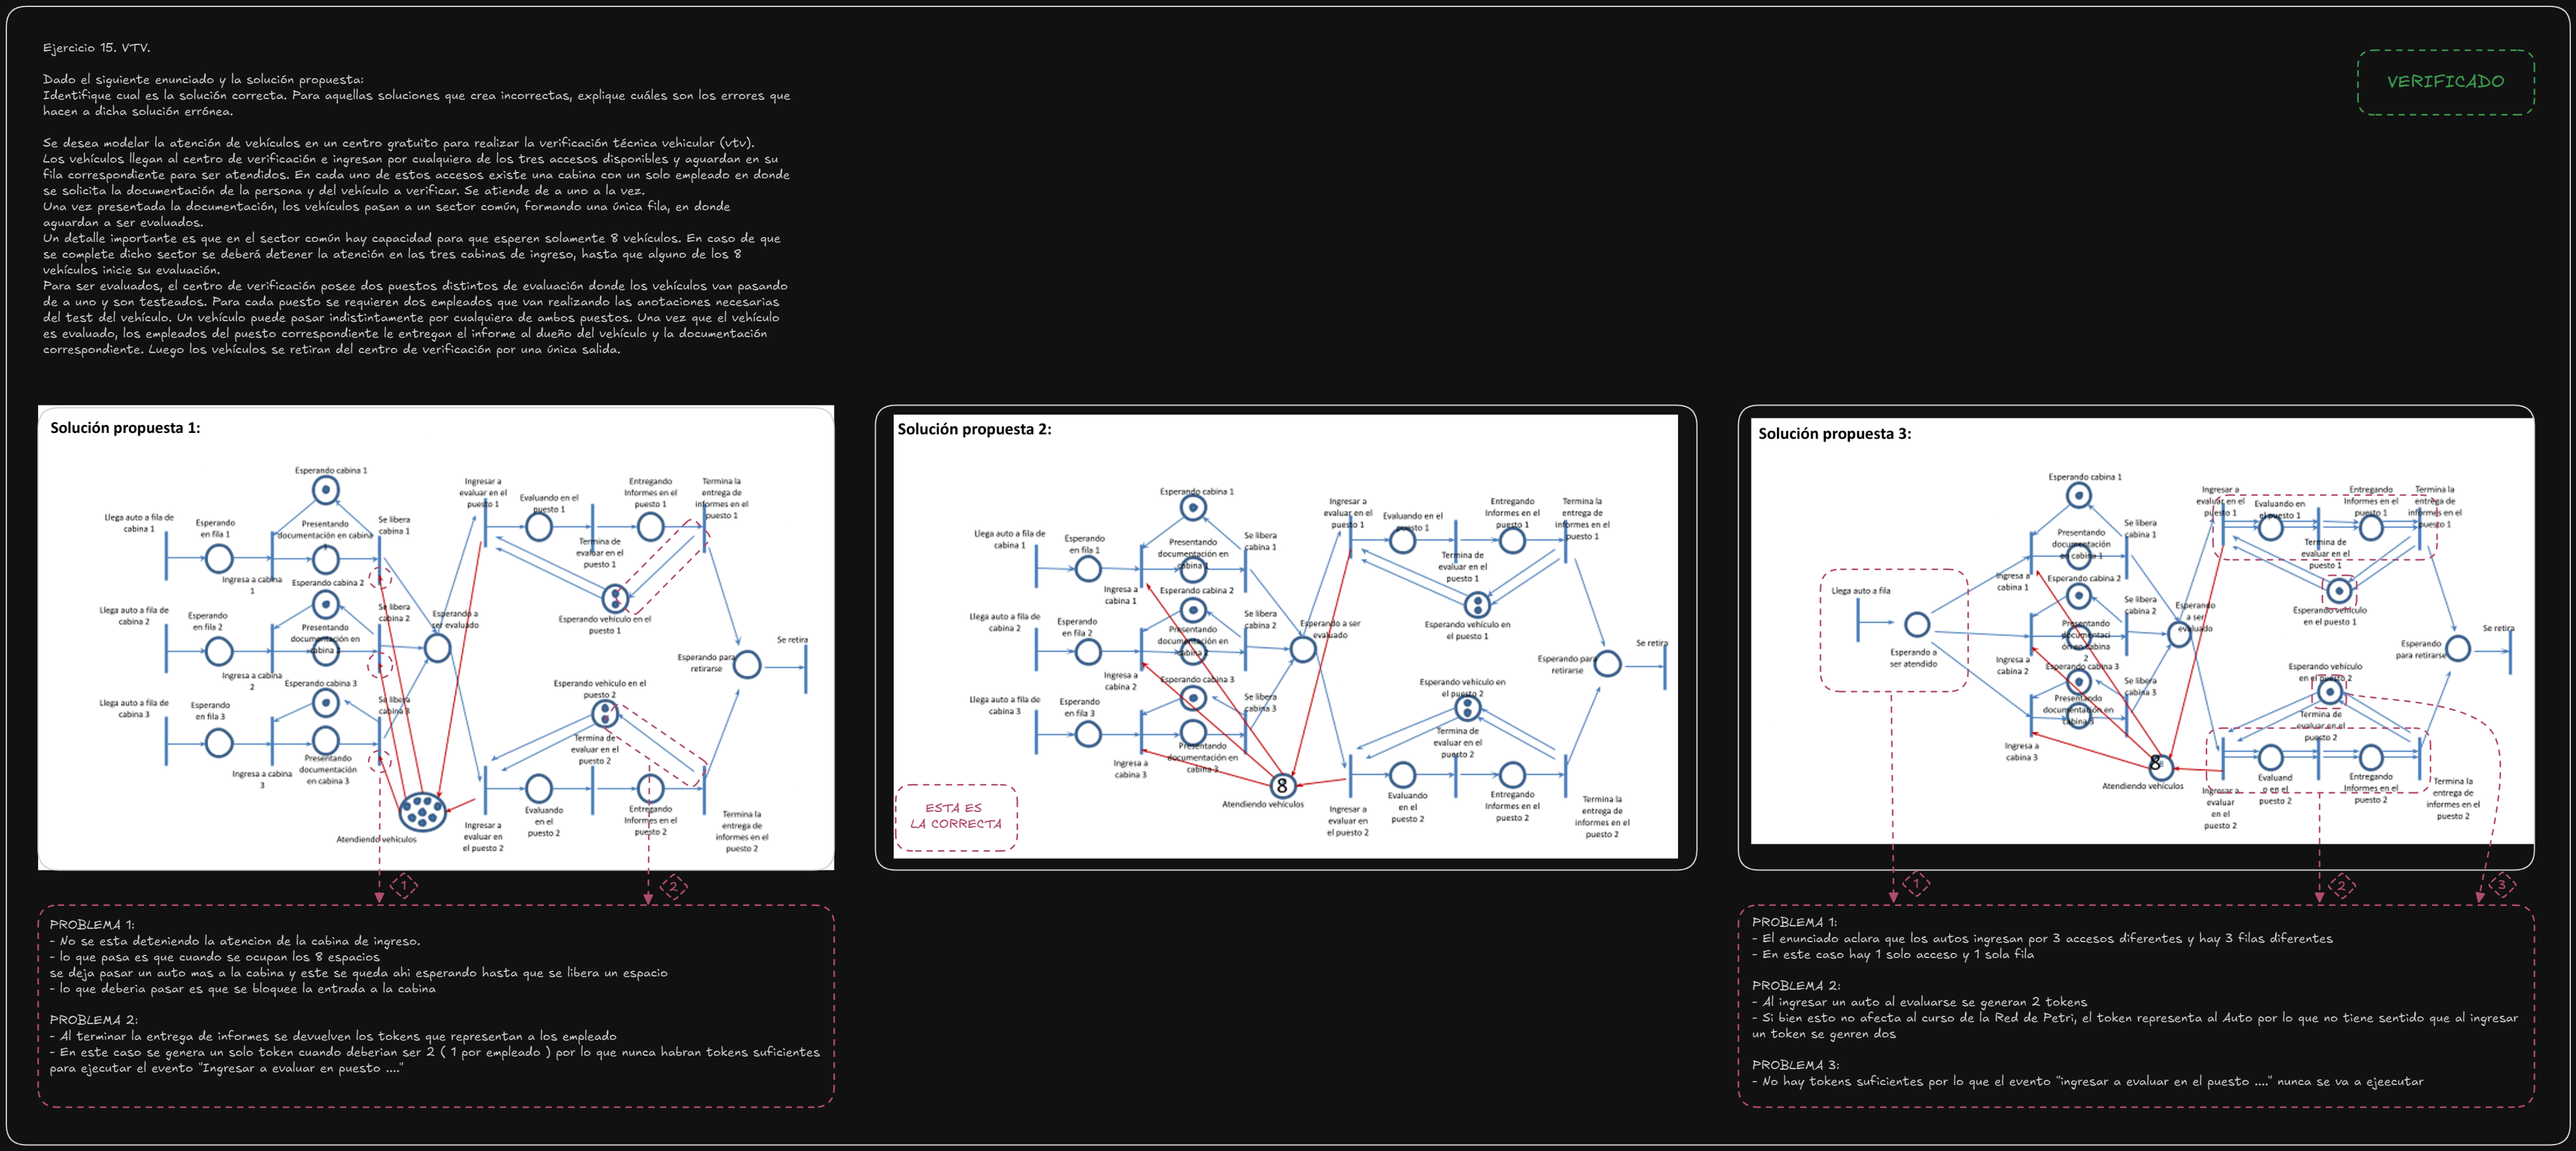 Ejercicio 15. VTV.
VERIFICADO
Dado el siguiente enunciado y la solución propuesta:
Identifique cual es la solución correcta. Para aquellas soluciones que crea incorrectas, explique cuáles son los errores que
hacen a dicha solución errónea.
Se desea modelar la atención de vehículos en un centro gratuito para realizar la verificación técnica vehicular (vtv).
Los vehículos llegan al centro de verificación e ingresan por cualquiera de los tres accesos disponibles y aguardan en su
fila correspondiente para ser atendidos. En cada uno de estos accesos existe una cabina con un solo empleado en donde
se solicita la documentación de la persona y del vehículo a verificar. Se atiende de a uno a la vez.
Una vez presentada la documentación, los vehículos pasan a un sector común, formando una única fila, en donde
aguardan a ser evaluados.
Un detalle importante es que en el sector común hay capacidad para que esperen solamente 8 vehículos. En caso de que
se complete dicho sector se deberá detener la atención en las tres cabinas de ingreso, hasta que alguno de los 8
vehículos inicie su evaluación.
Para ser evaluados, el centro de verificación posee dos puestos distintos de evaluación donde los vehículos van pasando
de a uno y son testeados. Para cada puesto se requieren dos empleados que van realizando las anotaciones necesarias
del test del vehículo. Un vehículo puede pasar indistintamente por cualquiera de ambos puestos. Una vez que el vehículo
es evaluado, los empleados del puesto correspondiente le entregan el informe al dueño del vehículo y la documentación
correspondiente. Luego los vehículos se retiran del centro de verificación por una única salida.
Solución propuesta 1:
Esperando cabina 1
Llega auto a fila de
cabina 1
Esperando
en fila 1
Presentando
documentación en cabina
1
Se libera
cabina 1
Ingresa a cabina
1
Ingresar a
evaluar en el
puesto 1
Evaluando en el
puesto 1
Entregando
Informes en el
puesto 1
Termina la
entrega de
informes en el
puesto 1
Termina de
evaluar en el
puesto 1
Esperando vehículo en el
puesto 1
Esperando cabina 2
Llega auto a fila de
cabina 2
Esperando
en fila 2
Presentando
documentación en
cabina 2
Se libera
cabina 2
Ingresa a cabina
2
Esperando a
ser evaluado
Esperando para
retirarse
Se retira
Esperando cabina 3
Llega auto a fila de
cabina 3
Esperando
en fila 3
Se libera
cabina 3
Presentando
documentación
en cabina 3
Ingresa a cabina
3
Esperando vehículo en el
puesto 2
Termina de
evaluar en el
puesto 2
Atendiendo vehículos
Ingresar a
evaluar en
el puesto 2
Evaluando
en el
puesto 2
Entregando
Informes en el
puesto 2
Termina la
entrega de
informes en el
puesto 2
Solución propuesta 2:
Esperando cabina 1
Llega auto a fila de
cabina 1
Esperando
en fila 1
Presentando
documentación en
cabina 1
Se libera
cabina 1
Ingresa a
cabina 1
Ingresar a
evaluar en el
puesto 1
Evaluando en el
puesto 1
Entregando
Informes en el
puesto 1
Termina la
entrega de
informes en el
puesto 1
Termina de
evaluar en el
puesto 1
Esperando vehículo en
el puesto 1
Esperando cabina 2
Llega auto a fila de
cabina 2
Esperando
en fila 2
Presentando
documentación en
cabina 2
Se libera
cabina 2
Ingresa a
cabina 2
Esperando a ser
evaluado
Esperando para
retirarse
Se retira
Esperando cabina 3
Llega auto a fila de
cabina 3
Esperando
en fila 3
Se libera
cabina 3
Presentando
documentación en
cabina 3
Ingresa a
cabina 3
Esperando vehículo en
el puesto 2
Termina de
evaluar en el
puesto 2
8
Atendiendo vehículos
Ingresar a
evaluar en
el puesto 2
Evaluando
en el
puesto 2
Entregando
Informes en el
puesto 2
Termina la
entrega de
informes en el
puesto 2
ESTA ES
LA CORRECTA
Solución propuesta 3:
Esperando cabina 1
Llega auto a fila
Esperando a
ser atendido
Presentando
documentación
en cabina 1
Se libera
cabina 1
Ingresa a
cabina 1
Ingresar a
evaluar en el
puesto 1
Evaluando en
el puesto 1
Entregando
Informes en el
puesto 1
Termina la
entrega de
informes en el
puesto 1
Termina de
evaluar en el
puesto 1
Esperando vehículo
en el puesto 1
Esperando cabina 2
Presentando
documentaci
ón en cabina
2
Se libera
cabina 2
Ingresa a
cabina 2
Esperando
a ser
evaluado
Esperando
para retirarse
Se retira
Esperando cabina 3
Presentando
documentación en
cabina 3
Se libera
cabina 3
Ingresa a
cabina 3
Esperando vehículo
en el puesto 2
Termina de
evaluar en el
puesto 2
8
Atendiendo vehículos
Ingresar a
evaluar
en el
puesto 2
Evaluand
o en el
puesto 2
Entregando
Informes en el
puesto 2
Termina la
entrega de
informes en el
puesto 2
1
2
PROBLEMA 1:
- No se esta deteniendo la atencion de la cabina de ingreso.
- lo que pasa es que cuando se ocupan los 8 espacios
se deja pasar un auto mas a la cabina y este se queda ahi esperando hasta que se libera un espacio
- lo que deberia pasar es que se bloquee la entrada a la cabina
PROBLEMA 2:
- Al terminar la entrega de informes se devuelven los tokens que representan a los empleado
- En este caso se genera un solo token cuando deberian ser 2 ( 1 por empleado ) por lo que nunca habran tokens suficientes
para ejecutar el evento "Ingresar a evaluar en puesto ...."
1
2
3
PROBLEMA 1:
- El enunciado aclara que los autos ingresan por 3 accesos diferentes y hay 3 filas diferentes
- En este caso hay 1 solo acceso y 1 sola fila
PROBLEMA 2:
- Al ingresar un auto al evaluarse se generan 2 tokens
- Si bien esto no afecta al curso de la Red de Petri, el token representa al Auto por lo que no tiene sentido que al ingresar
un token se genren dos
PROBLEMA 3:
- No hay tokens suficientes por lo que el evento "ingresar a evaluar en el puesto ...." nunca se va a ejeecutar